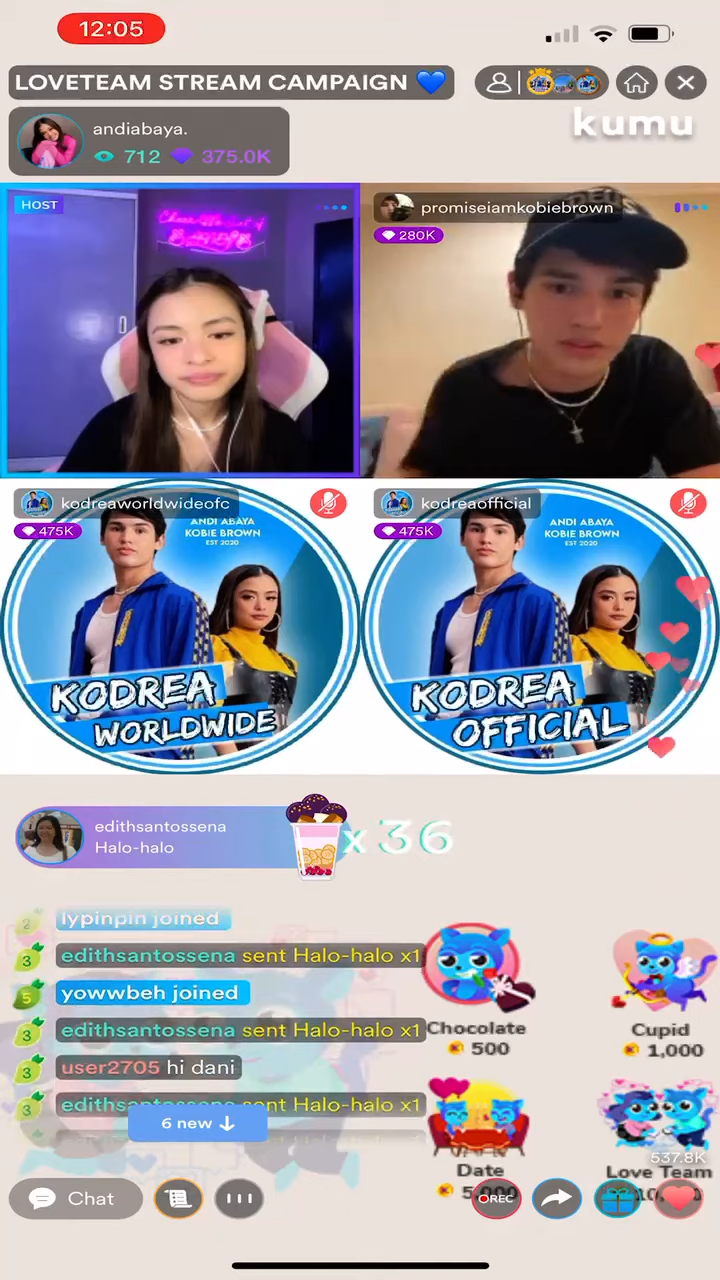 12:05
LOVETEAM STREAM CAMPAIGN 💙
kumu
andiabaya.
712 375.0K
HOST
promiseiamkobiebrown
280K
kodreaworldwideofc
475K
ANDI ABAYA
KOBIE BROWN
EST 2020
KODREA
WORLDWIDE
kodreaofficial
475K
ANDI ABAYA
KOBIE BROWN
EST 2020
KODREA
OFFICIAL
edithsantossena
Halo-halo
x 36
2 lypinpin joined
3 edithsantossena sent Halo-halo x1
5 yowwbeh joined
3 edithsantossena sent Halo-halo x1
3 user2705 hi dani
3 edithsantossena sent Halo-halo x1
6 new ↓
Chocolate
500
Cupid
1,000
Date
Love Team
537.8K
Chat
REC